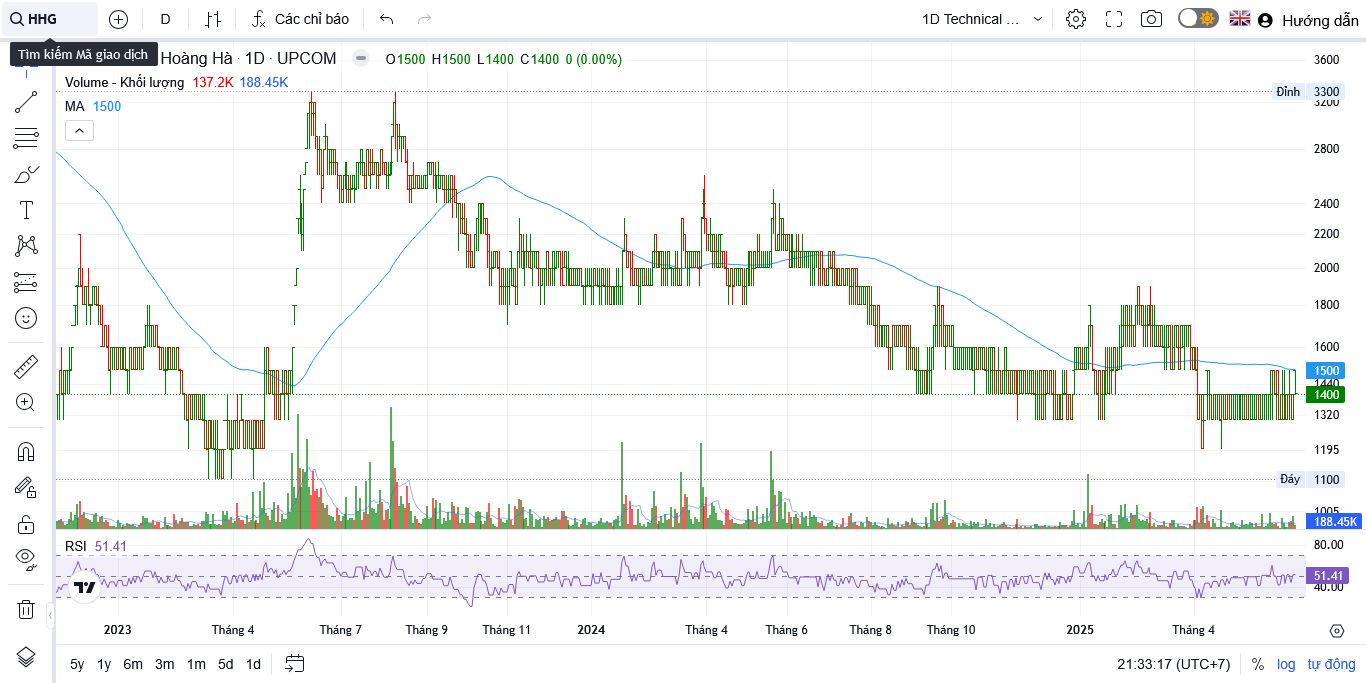 HHG D Các chỉ báo 1D Technical ... Hướng dẫn
Tìm kiếm Mã giao dịch
Hoàng Hà · 1D · UPCOM O1500 H1500 L1400 C1400 0 (0.00%)
Volume - Khối lượng 137.2K 188.45K
MA 1500
3600
Đỉnh 3300
3200
2800
2400
2200
2000
1800
1600
1500
1440
1400
1320
1195
Đáy 1100
1005
188.45K
RSI 51.41
80.00
51.41
40.00
2023 Tháng 4 Tháng 7 Tháng 9 Tháng 11 2024 Tháng 4 Tháng 6 Tháng 8 Tháng 10 2025 Tháng 4
5y 1y 6m 3m 1m 5d 1d 21:33:17 (UTC+7) % log tự động